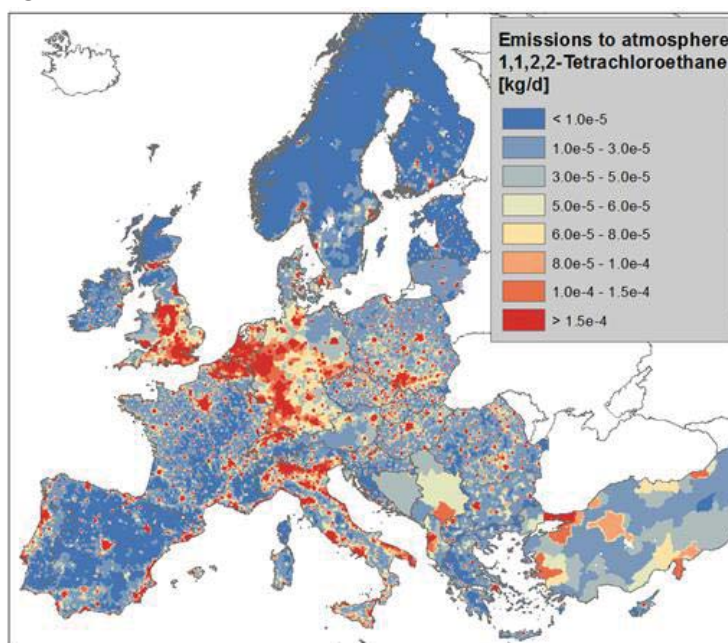 Emissions to atmosphere
1,1,2,2-Tetrachloroethane
[kg/d]
< 1.0e-5
1.0e-5 - 3.0e-5
3.0e-5 - 5.0e-5
5.0e-5 - 6.0e-5
6.0e-5 - 8.0e-5
8.0e-5 - 1.0e-4
1.0e-4 - 1.5e-4
> 1.5e-4